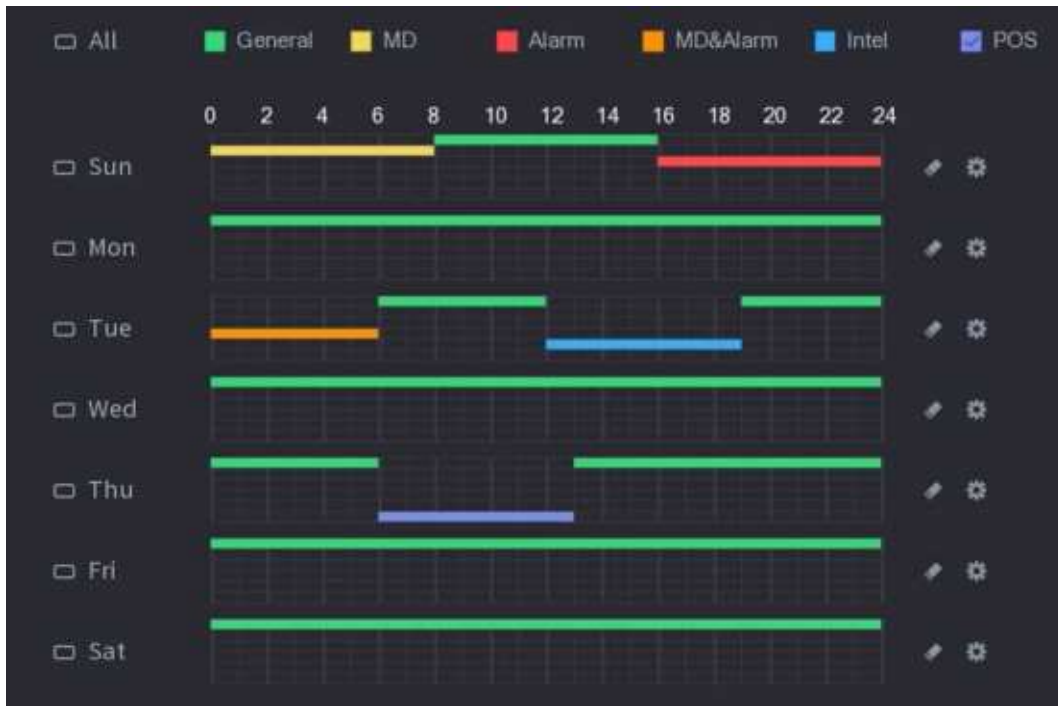 All General MD Alarm MD&Alarm Intel POS
0 2 4 6 8 10 12 14 16 18 20 22 24
Sun
Mon
Tue
Wed
Thu
Fri
Sat